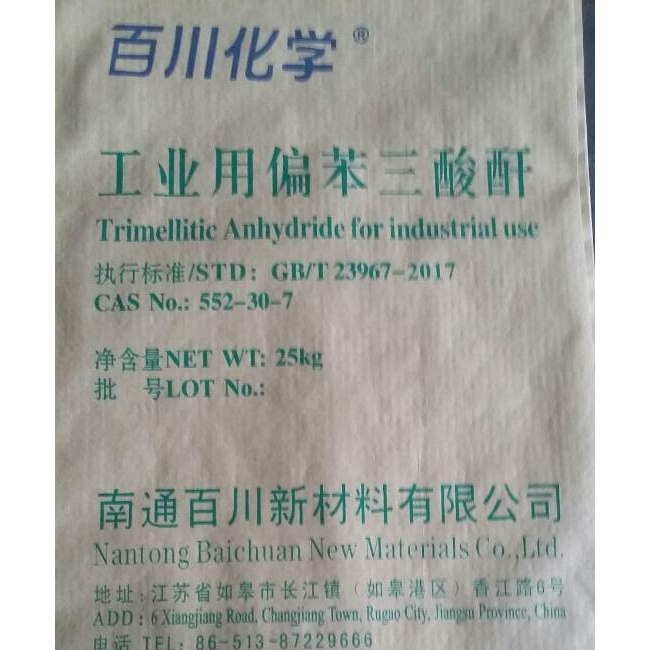 百川化学®
工业用偏苯三酸酐
Trimellitic Anhydride for industrial use
执行标准/STD: GB/T 23967-2017
CAS No.: 552-30-7
净含量NET WT: 25kg
批 号LOT No.:
南通百川新材料有限公司
Nantong Baichuan New Materials Co.,Ltd.
地址:江苏省如皋市长江镇(如皋港区)香江路6号
ADD: 6 Xiangjiang Road, Changjiang Town, Rugao City, Jiangsu Province, China
电话 TEL: 86-513-87229666